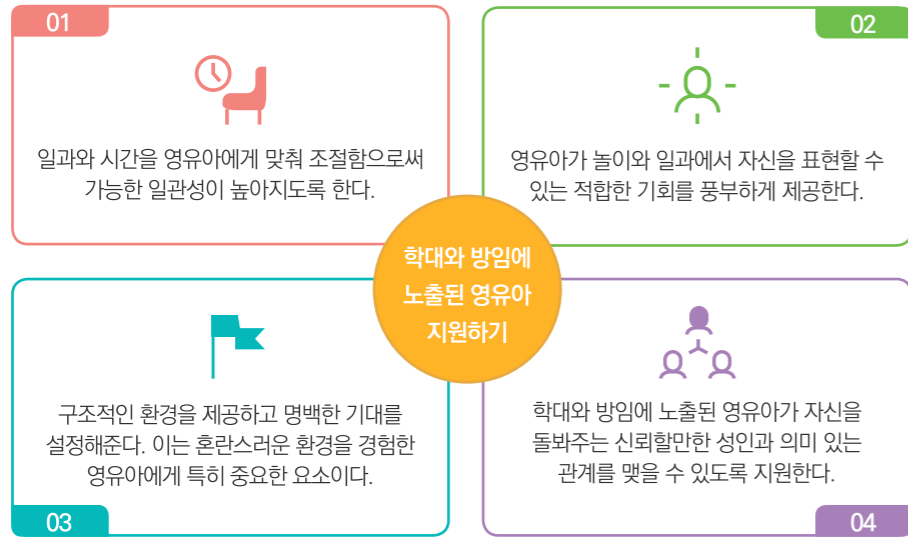 01
일과와 시간을 영유아에게 맞춰 조절함으로써
가능한 일관성이 높아지도록 한다.
02
영유아가 놀이와 일과에서 자신을 표현할 수
있는 적합한 기회를 풍부하게 제공한다.
학대와 방임에
노출된 영유아
지원하기
구조적인 환경을 제공하고 명백한 기대를
설정해준다. 이는 혼란스러운 환경을 경험한
영유아에게 특히 중요한 요소이다.
03
학대와 방임에 노출된 영유아가 자신을
돌봐주는 신뢰할만한 성인과 의미 있는
관계를 맺을 수 있도록 지원한다.
04